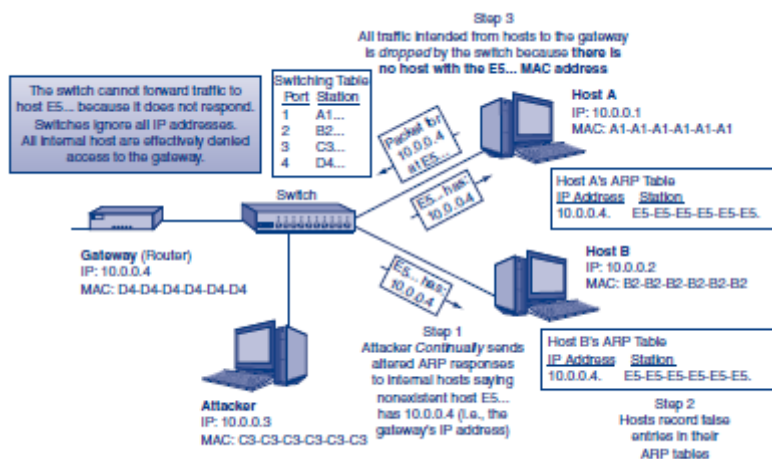 Step 3
All traffic intended from hosts to the gateway
is dropped by the switch because there is
no host with the E5... MAC address
The switch cannot forward traffic to
host E5... because it does not respond.
Switches ignore all IP addresses.
All internal host are effectively denied
access to the gateway.
Switching Table
Port Station
1 A1...
2 B2...
3 C3...
4 D4...
Host A
IP: 10.0.0.1
MAC: A1-A1-A1-A1-A1-A1
Packet for
10.0.0.4
at E5...
E5... has:
10.0.0.4
Host A's ARP Table
IP Address Station
10.0.0.4. E5-E5-E5-E5-E5-E5.
Switch
Gateway (Router)
IP: 10.0.0.4
MAC: D4-D4-D4-D4-D4-D4
E5... has:
10.0.0.4
Host B
IP: 10.0.0.2
MAC: B2-B2-B2-B2-B2-B2
Step 1
Attacker Continually sends
altered ARP responses
to internal hosts saying
nonexistent host E5...
has 10.0.0.4 (i.e., the
gateway's IP address)
Host B's ARP Table
IP Address Station
10.0.0.4. E5-E5-E5-E5-E5-E5.
Attacker
IP: 10.0.0.3
MAC: C3-C3-C3-C3-C3-C3
Step 2
Hosts record false
entries in their
ARP tables